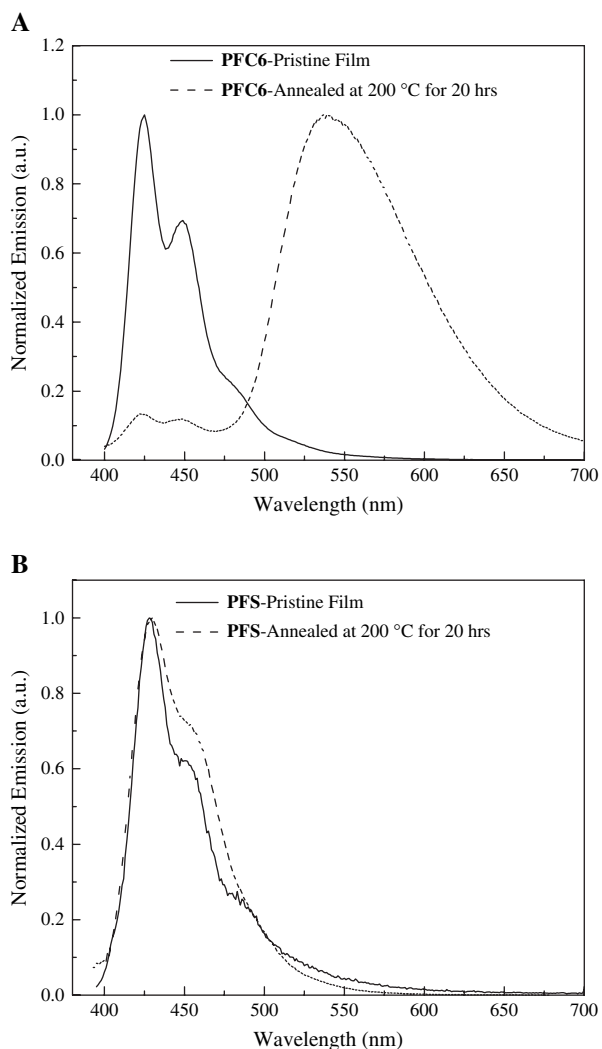 A
PFC6-Pristine Film
PFC6-Annealed at 200 °C for 20 hrs
Normalized Emission (a.u.)
1.2
1.0
0.8
0.6
0.4
0.2
0.0
400 450 500 550 600 650 700
Wavelength (nm)
B
PFS-Pristine Film
PFS-Annealed at 200 °C for 20 hrs
Normalized Emission (a.u.)
1.0
0.8
0.6
0.4
0.2
0.0
400 450 500 550 600 650 700
Wavelength (nm)